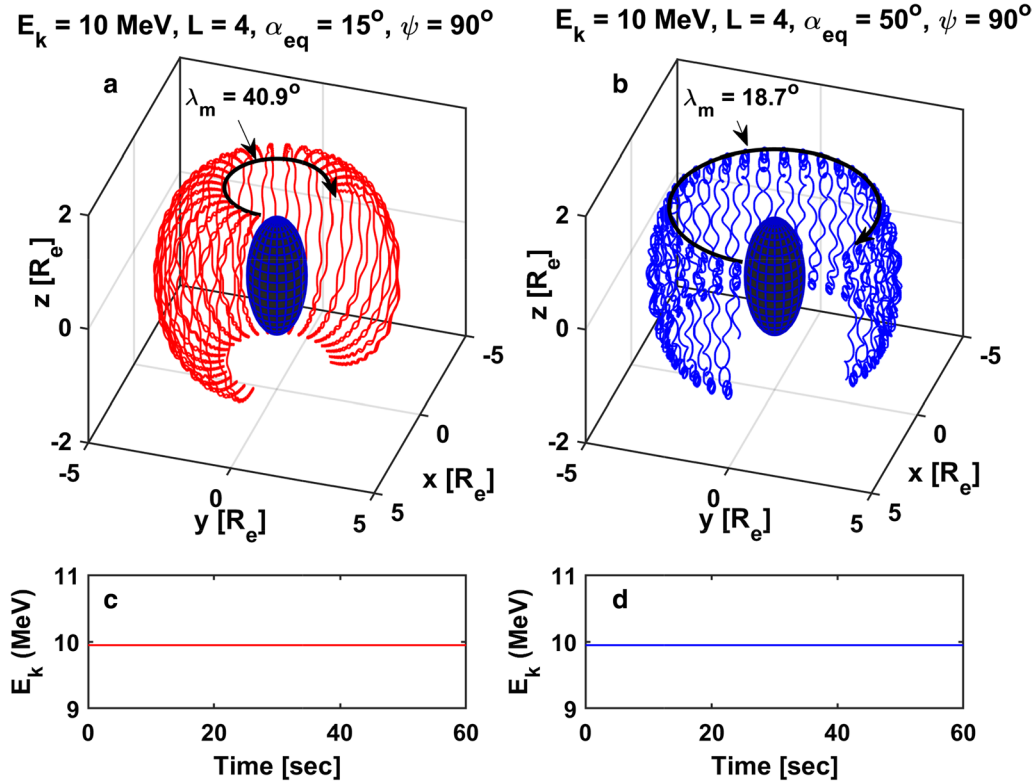 E_k = 10 MeV, L = 4, α_eq = 15°, ψ = 90°
a
λ_m = 40.9°
2
0
-2
z [R_e]
-5
0
5
y [R_e]
5
0
-5
x [R_e]
E_k = 10 MeV, L = 4, α_eq = 50°, ψ = 90°
b
λ_m = 18.7°
2
0
-2
z [R_e]
-5
0
5
y [R_e]
5
0
-5
x [R_e]
c
11
10
9
E_k (MeV)
0 20 40 60
Time [sec]
d
11
10
9
E_k (MeV)
0 20 40 60
Time [sec]